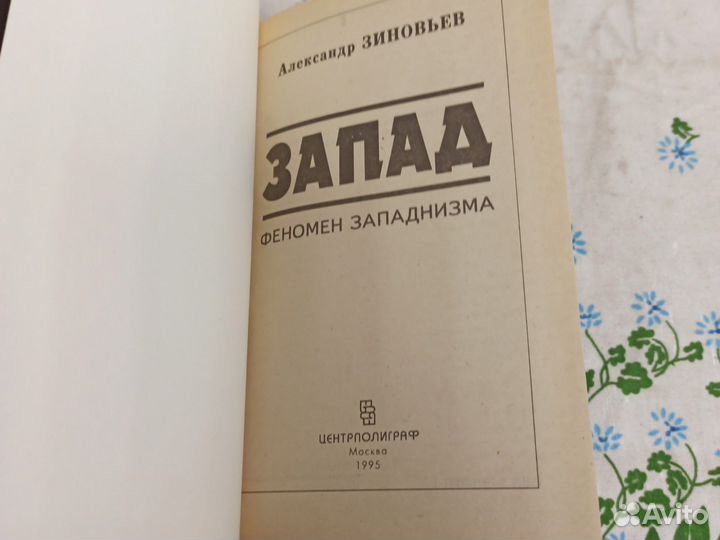 Александр ЗИНОВЬЕВ
ЗАПАД
ФЕНОМЕН ЗАПАДНИЗМА
ЦЕНТРПОЛИГРАФ
Москва
1995
Avito